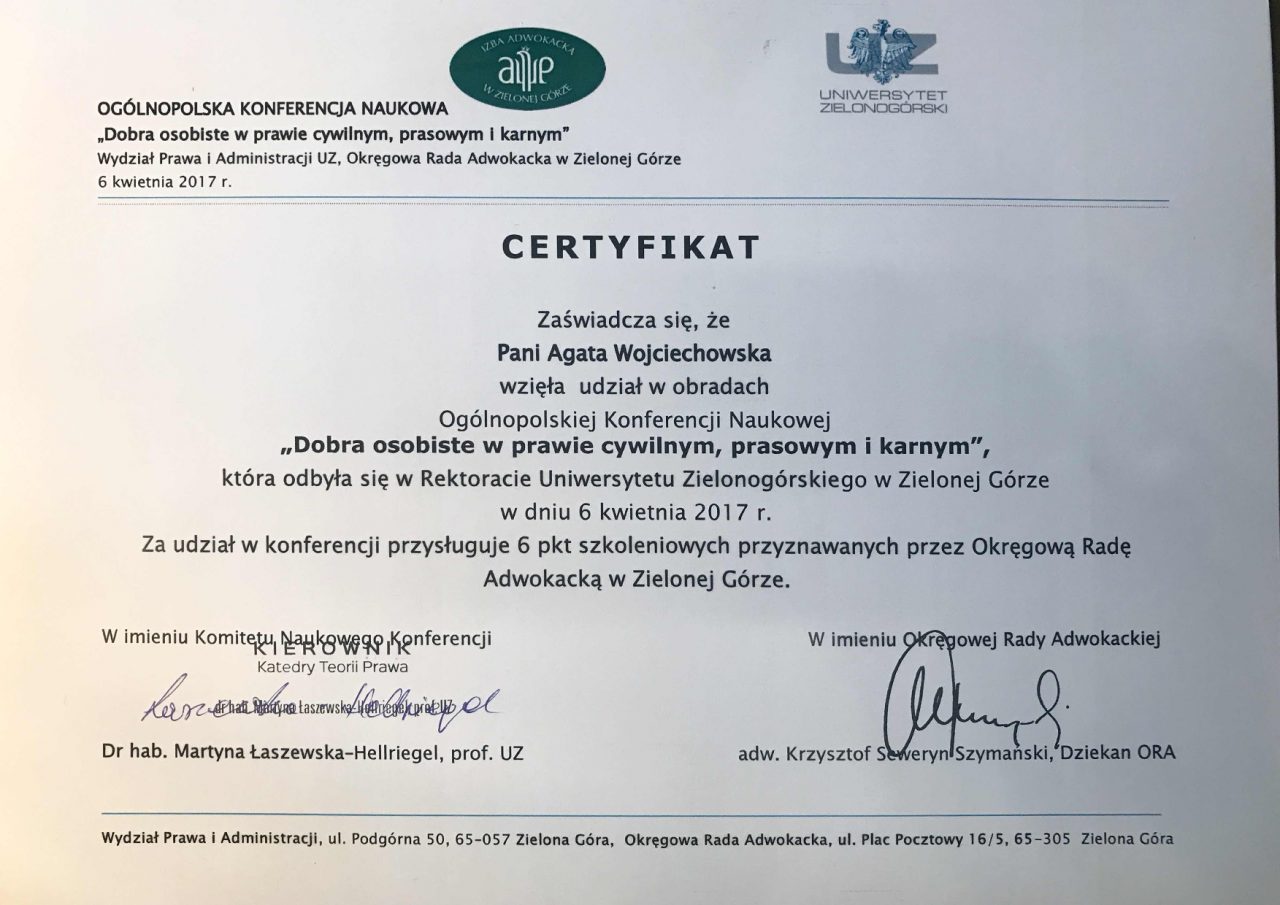 IZBA ADWOKACKA
W ZIELONEJ GÓRZE
UZ
UNIWERSYTET
ZIELONOGÓRSKI
OGÓLNOPOLSKA KONFERENCJA NAUKOWA
„Dobra osobiste w prawie cywilnym, prasowym i karnym”
Wydział Prawa i Administracji UZ, Okręgowa Rada Adwokacka w Zielonej Górze
6 kwietnia 2017 r.
CERTYFIKAT
Zaświadcza się, że
Pani Agata Wojciechowska
wzięła udział w obradach
Ogólnopolskiej Konferencji Naukowej
„Dobra osobiste w prawie cywilnym, prasowym i karnym”,
która odbyła się w Rektoracie Uniwersytetu Zielonogórskiego w Zielonej Górze
w dniu 6 kwietnia 2017 r.
Za udział w konferencji przysługuje 6 pkt szkoleniowych przyznawanych przez Okręgową Radę
Adwokacką w Zielonej Górze.
W imieniu Komitetu Naukowego Konferencji
KIEROWNIK
Katedry Teorii Prawa
dr hab. Martyna Łaszewska-Hellriegel, prof. UZ
Dr hab. Martyna Łaszewska-Hellriegel, prof. UZ
W imieniu Okręgowej Rady Adwokackiej
adw. Krzysztof Seweryn Szymański, Dziekan ORA
Wydział Prawa i Administracji, ul. Podgórna 50, 65-057 Zielona Góra, Okręgowa Rada Adwokacka, ul. Plac Pocztowy 16/5, 65-305 Zielona Góra